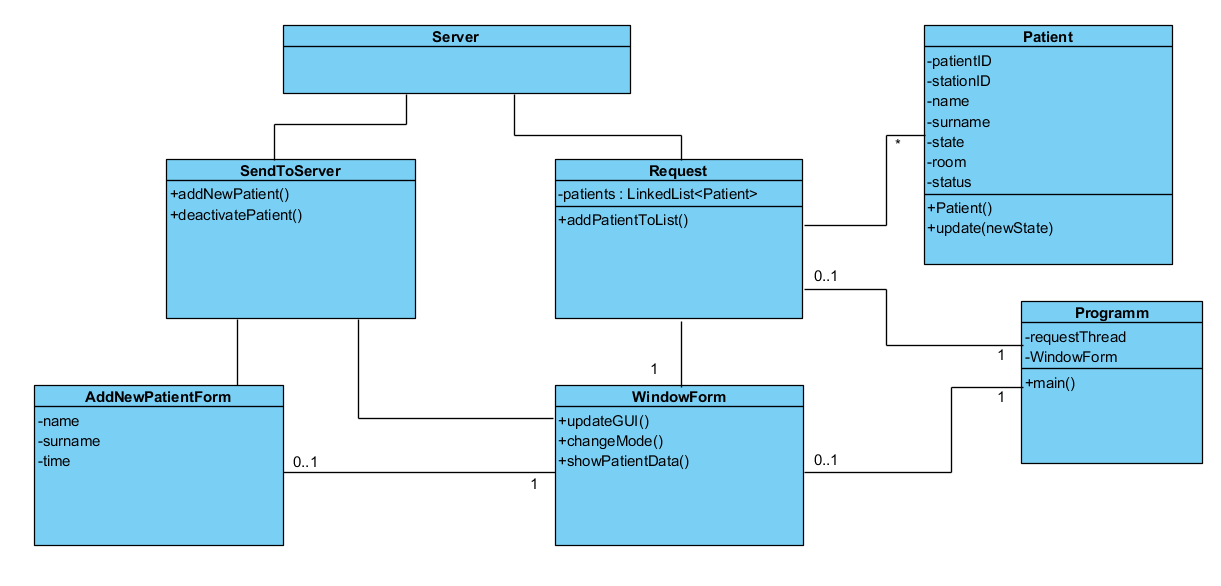 Server
Patient
-patientID
-stationID
-name
-surname
-state
-room
-status
+Patient()
+update(newState)
*
SendToServer
+addNewPatient()
+deactivatePatient()
Request
-patients : LinkedList<Patient>
+addPatientToList()
0..1
1
Programm
-requestThread
-WindowForm
+main()
1
1
AddNewPatientForm
-name
-surname
-time
0..1
1
WindowForm
+updateGUI()
+changeMode()
+showPatientData()
0..1